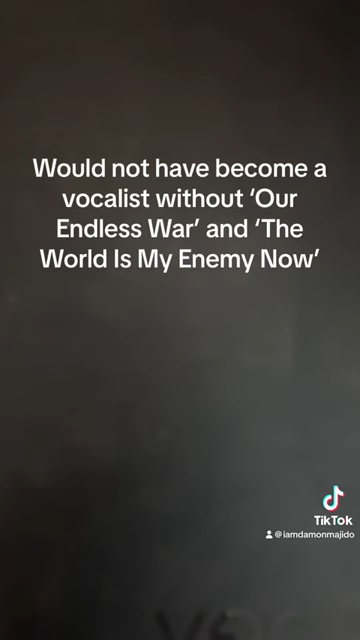 Would not have become a
vocalist without ‘Our
Endless War’ and ‘The
World Is My Enemy Now’
TikTok
@iamdamonmajido